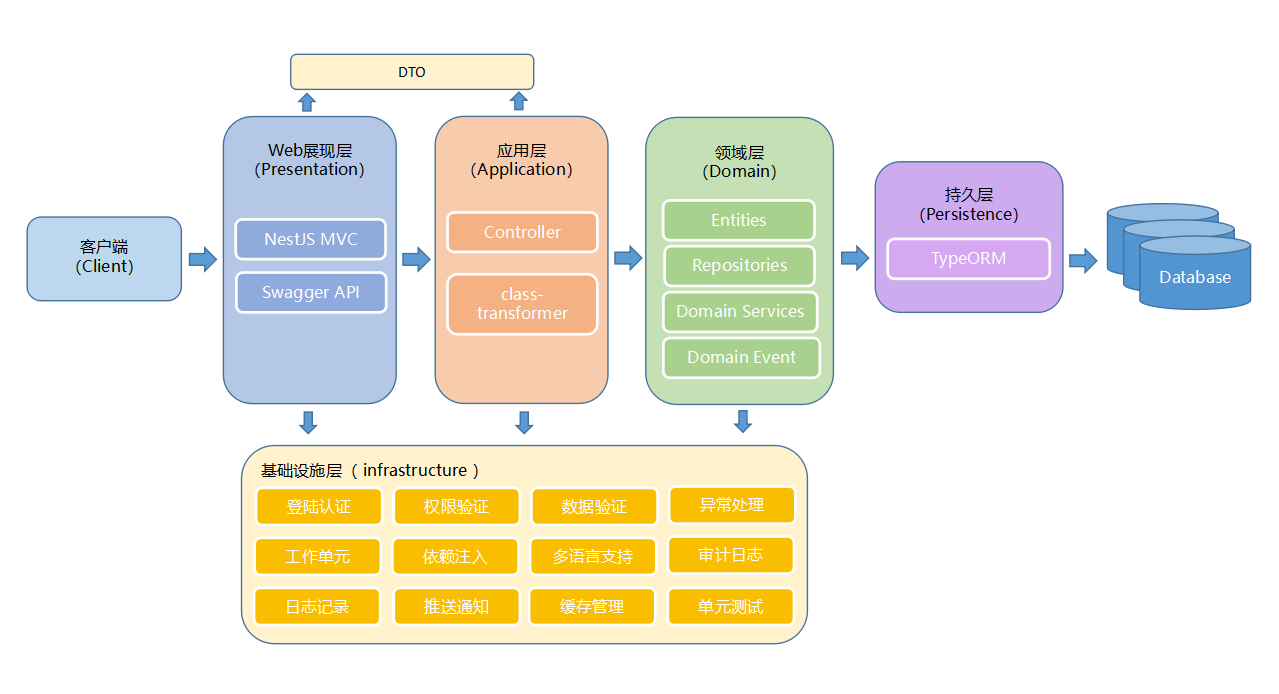 DTO
Web展现层
（Presentation）
NestJS MVC
Swagger API
应用层
（Application）
Controller
class-
transformer
领域层
（Domain）
Entities
Repositories
Domain Services
Domain Event
持久层
（Persistence）
TypeORM
客户端
（Client）
Database
基础设施层（ infrastructure ）
登陆认证
权限验证
数据验证
异常处理
工作单元
依赖注入
多语言支持
审计日志
日志记录
推送通知
缓存管理
单元测试